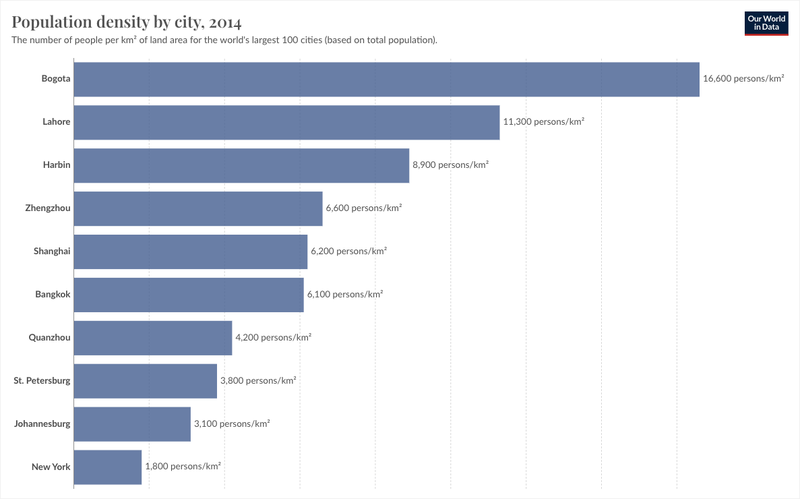 Population density by city, 2014
The number of people per km² of land area for the world's largest 100 cities (based on total population).
Our World
in Data
Bogota 16,600 persons/km²
Lahore 11,300 persons/km²
Harbin 8,900 persons/km²
Zhengzhou 6,600 persons/km²
Shanghai 6,200 persons/km²
Bangkok 6,100 persons/km²
Quanzhou 4,200 persons/km²
St. Petersburg 3,800 persons/km²
Johannesburg 3,100 persons/km²
New York 1,800 persons/km²